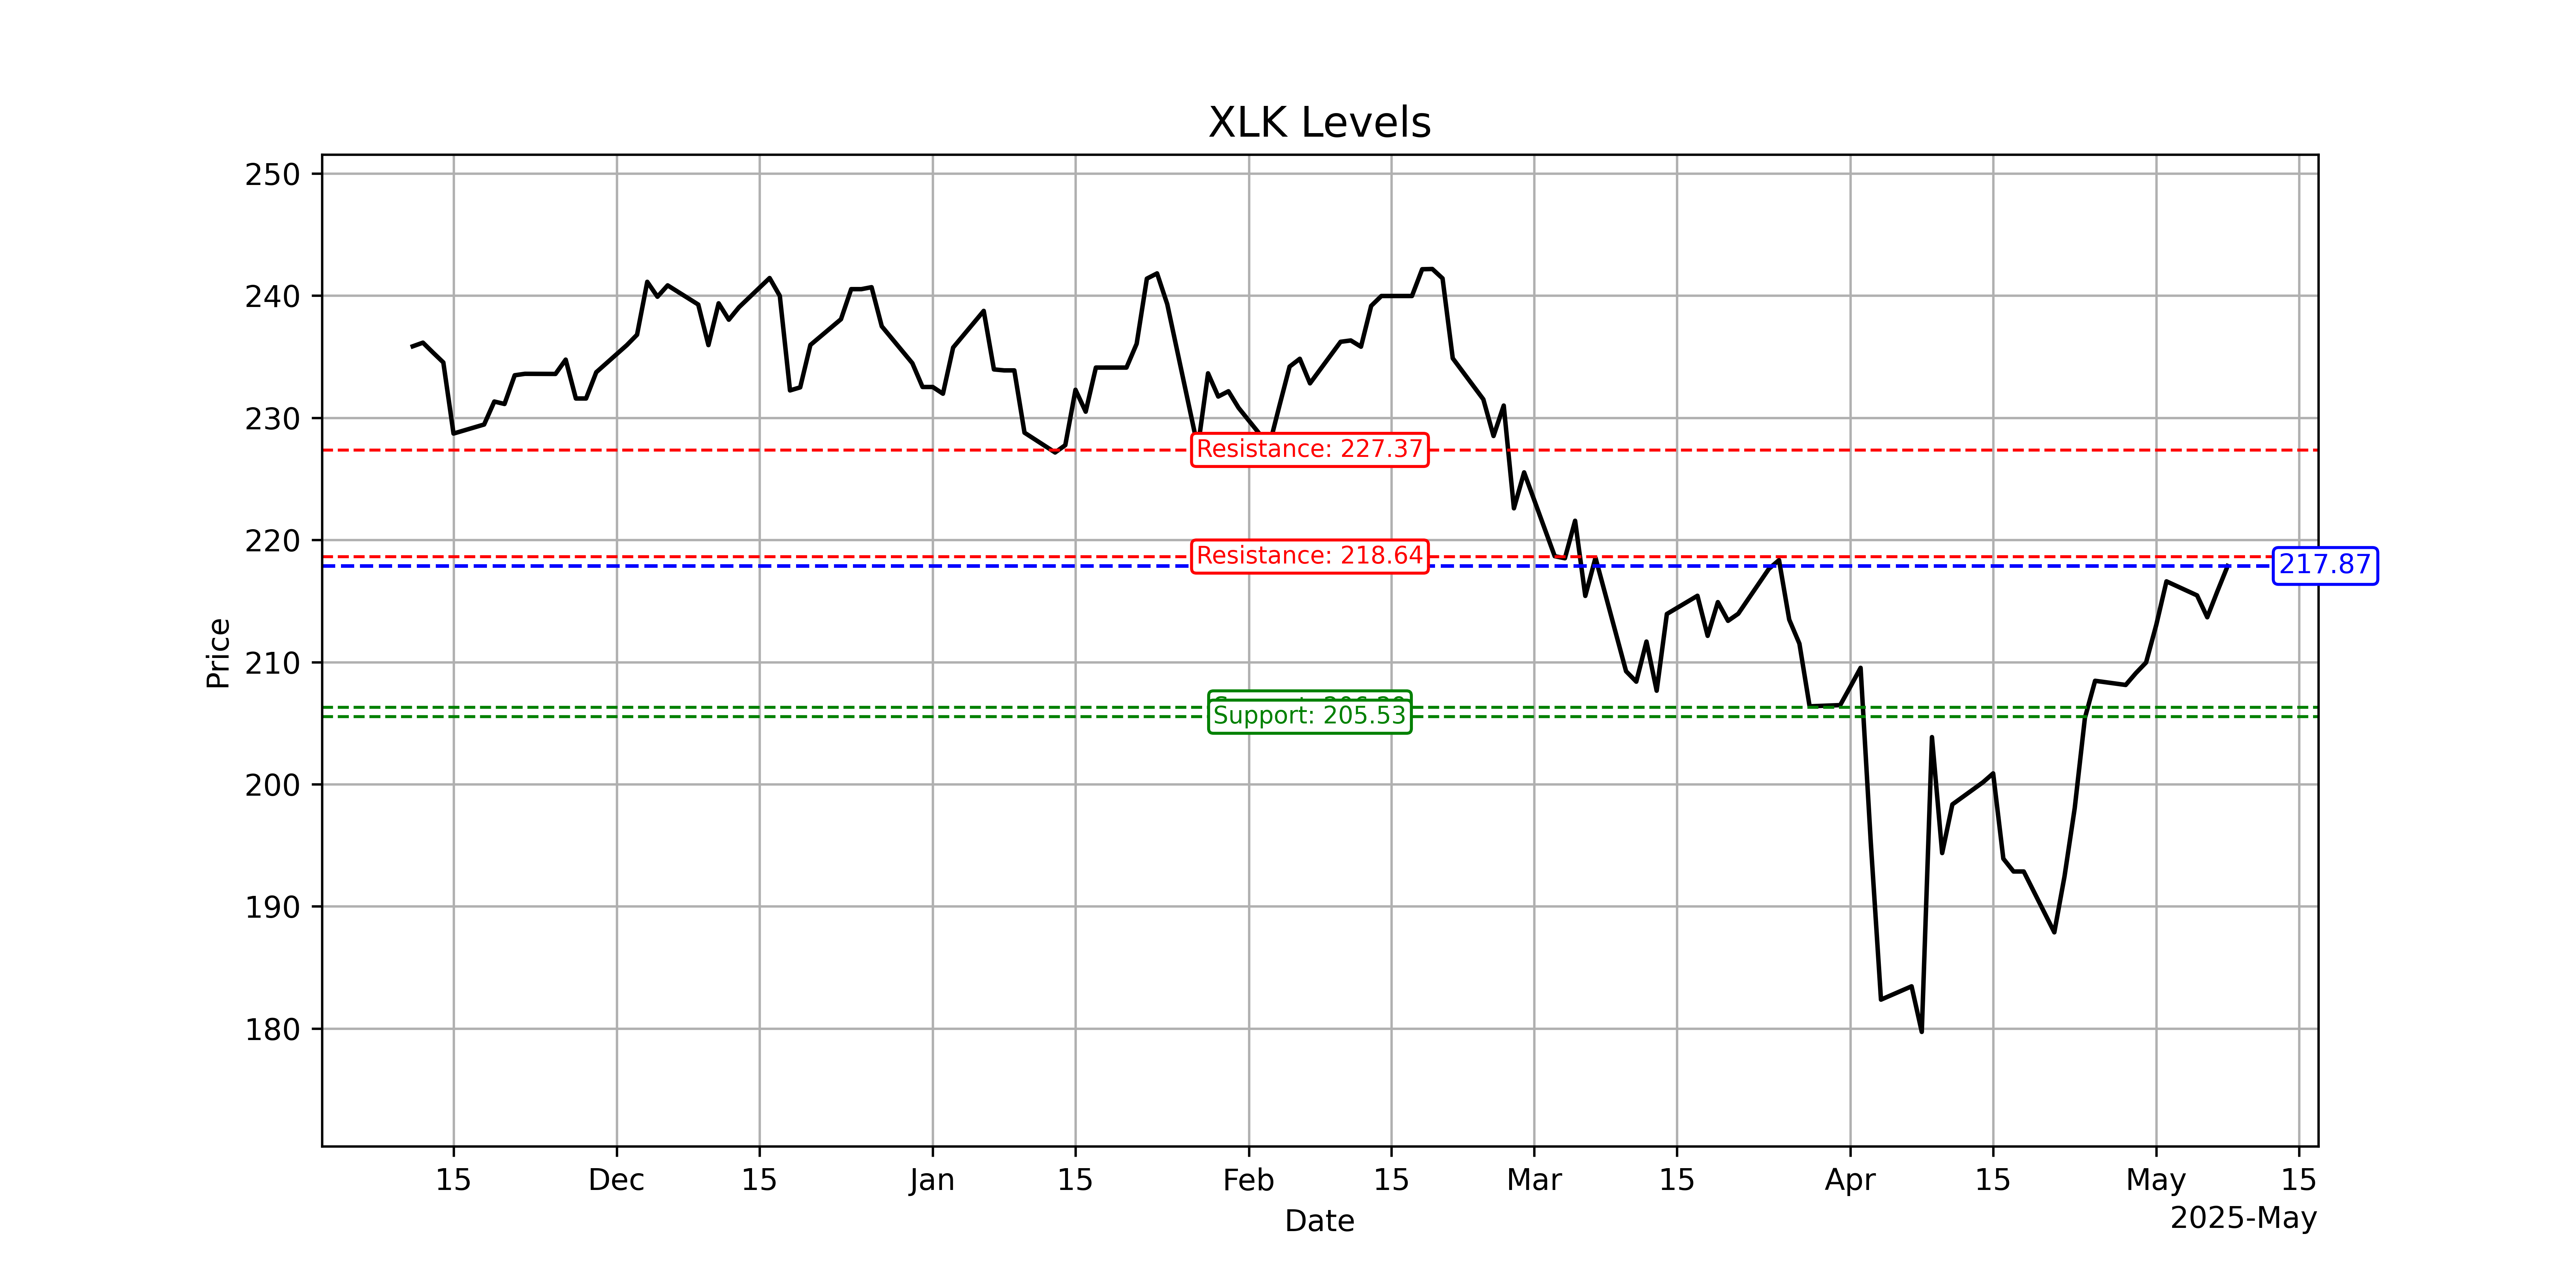 XLK Levels
250
240
230
220
210
200
190
180
Price
Resistance: 227.37
Resistance: 218.64
217.87
Support: 205.53
15
Dec
15
Jan
15
Feb
15
Mar
15
Apr
15
May
15
2025-May
Date